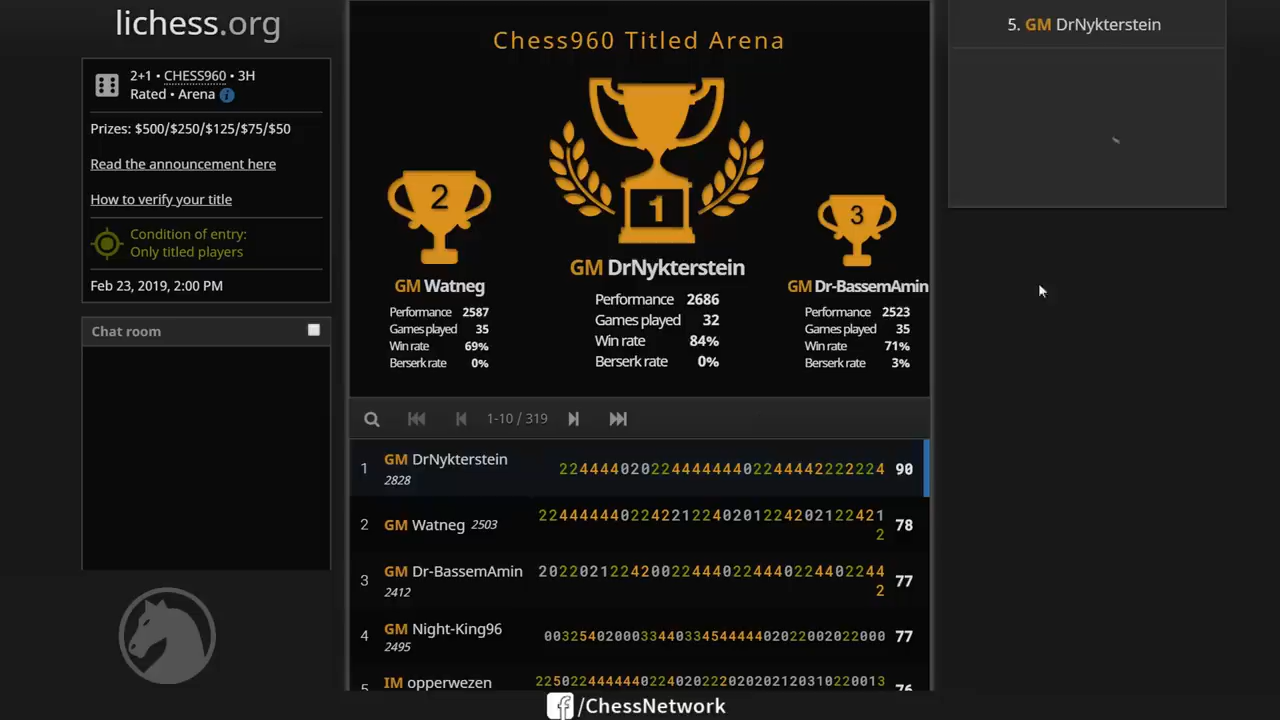 lichess.org
2+1 • CHESS960 • 3H
Rated • Arena
Prizes: $500/$250/$125/$75/$50
Read the announcement here
How to verify your title
Condition of entry:
Only titled players
Feb 23, 2019, 2:00 PM
Chat room
Chess960 Titled Arena
2
1
3
GM Watneg
Performance 2587
Games played 35
Win rate 69%
Berserk rate 0%
GM DrNykterstein
Performance 2686
Games played 32
Win rate 84%
Berserk rate 0%
GM Dr-BassemAmin
Performance 2523
Games played 35
Win rate 71%
Berserk rate 3%
1-10 / 319
1 GM DrNykterstein 2828 22444402022444444402244442222224 90
2 GM Watneg 2503 2244444402242212240201224202122421
2 78
3 GM Dr-BassemAmin 2412 2022021224200224440224440224402244
2 77
4 GM Night-King96 2495 003254020003344033454444402022002022000 77
5 IM opperwezen 2250224444440224020222020202120310220013 76
5. GM DrNykterstein
/ChessNetwork